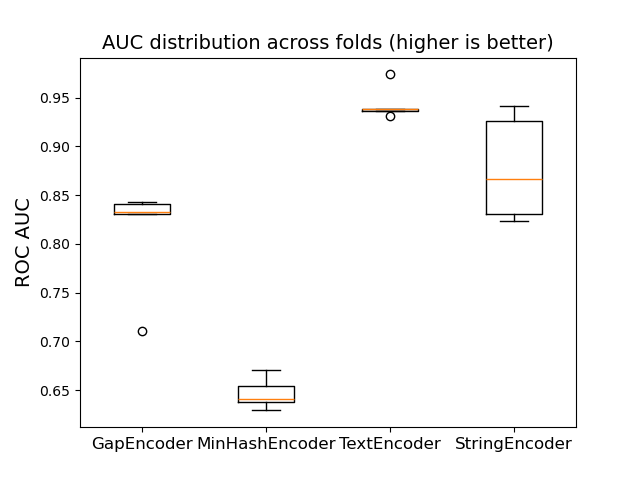 AUC distribution across folds (higher is better)
ROC AUC
0.95
0.90
0.85
0.80
0.75
0.70
0.65
GapEncoder MinHashEncoder TextEncoder StringEncoder